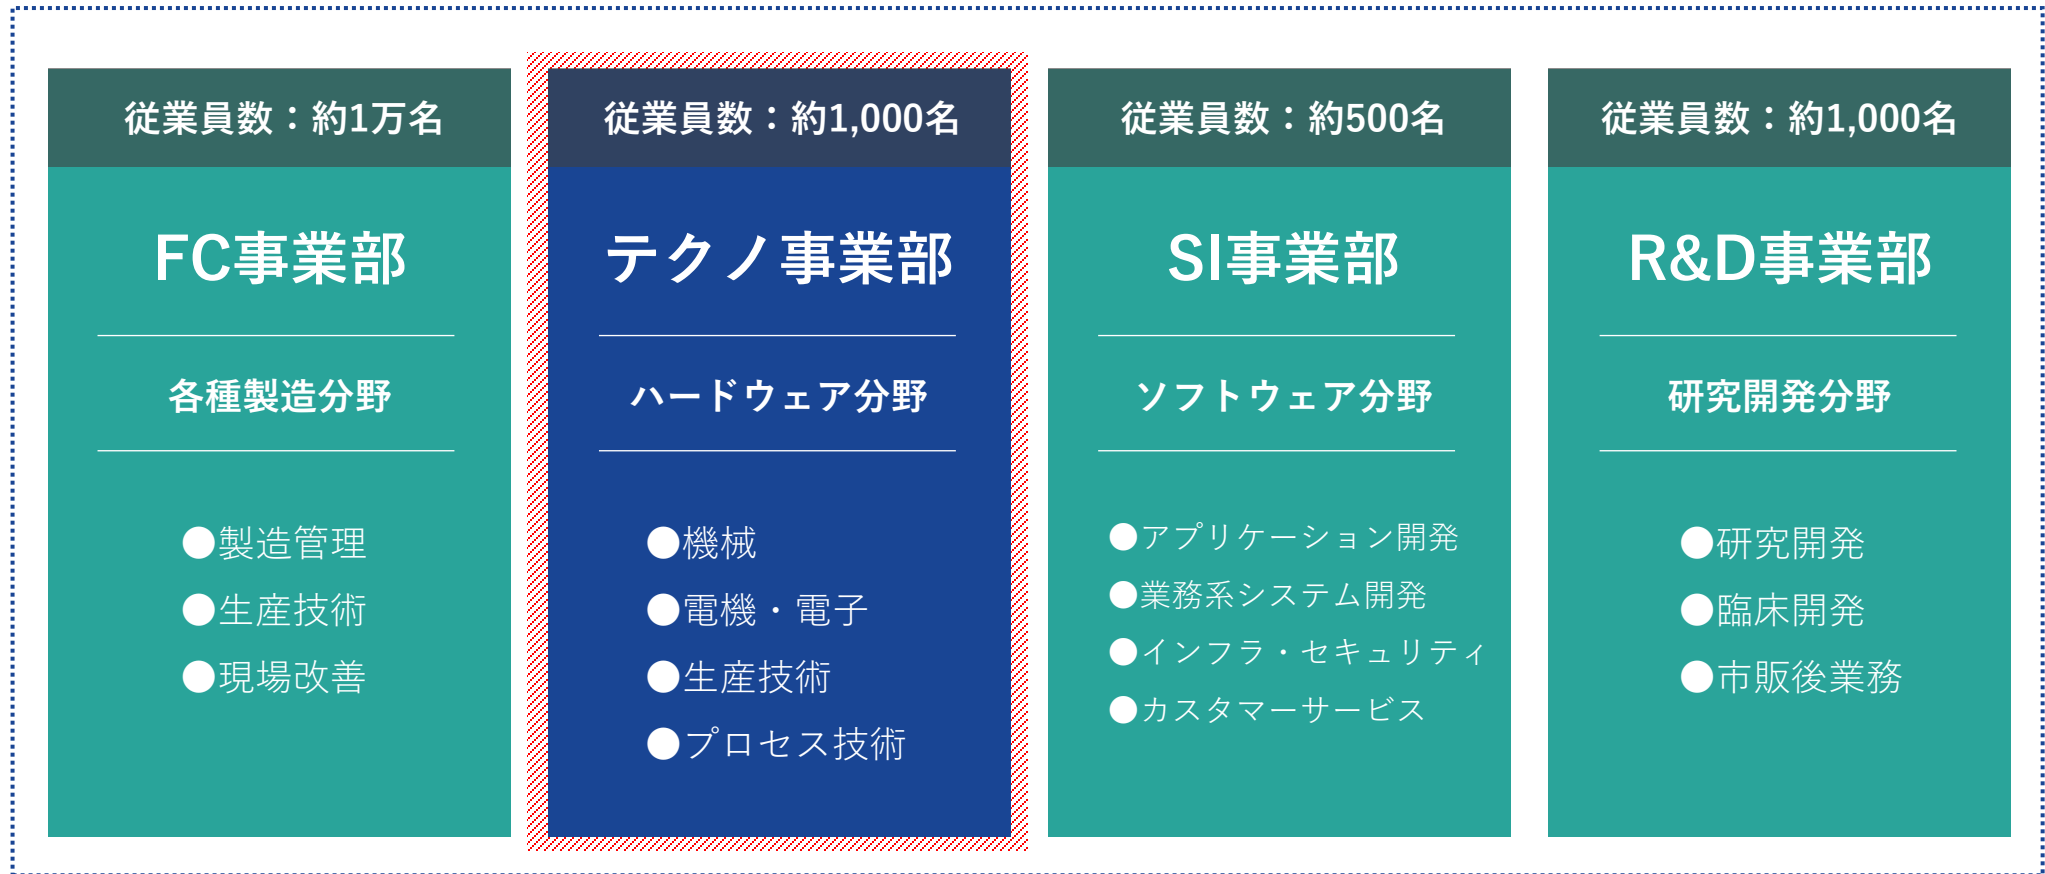 従業員数：約1万名
FC事業部
各種製造分野
●製造管理
●生産技術
●現場改善
従業員数：約1,000名
テクノ事業部
ハードウェア分野
●機械
●電機・電子
●生産技術
●プロセス技術
従業員数：約500名
SI事業部
ソフトウェア分野
●アプリケーション開発
●業務系システム開発
●インフラ・セキュリティ
●カスタマーサービス
従業員数：約1,000名
R&D事業部
研究開発分野
●研究開発
●臨床開発
●市販後業務